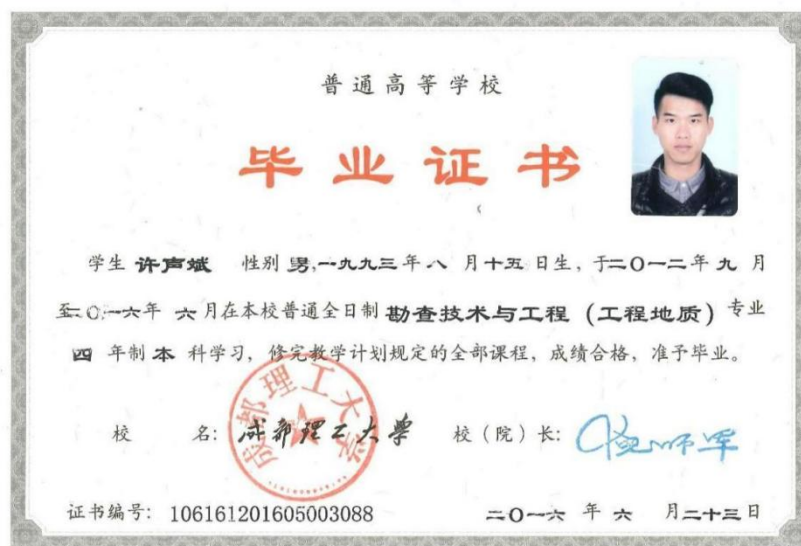 普通高等学校
毕业证书
学生 许声斌 性别 男,一九九三年 八 月十五 日生，于二〇一二年 九 月
至二〇一六年 六 月在本校普通全日制 勘查技术与工程（工程地质）专业
四 年制 本 科学习，修完教学计划规定的全部课程，成绩合格，准予毕业。
成都理工大学
校 名: 成都理工大学 校（院）长:
证书编号: 106161201605003088 二〇一六 年 六 月二十三日